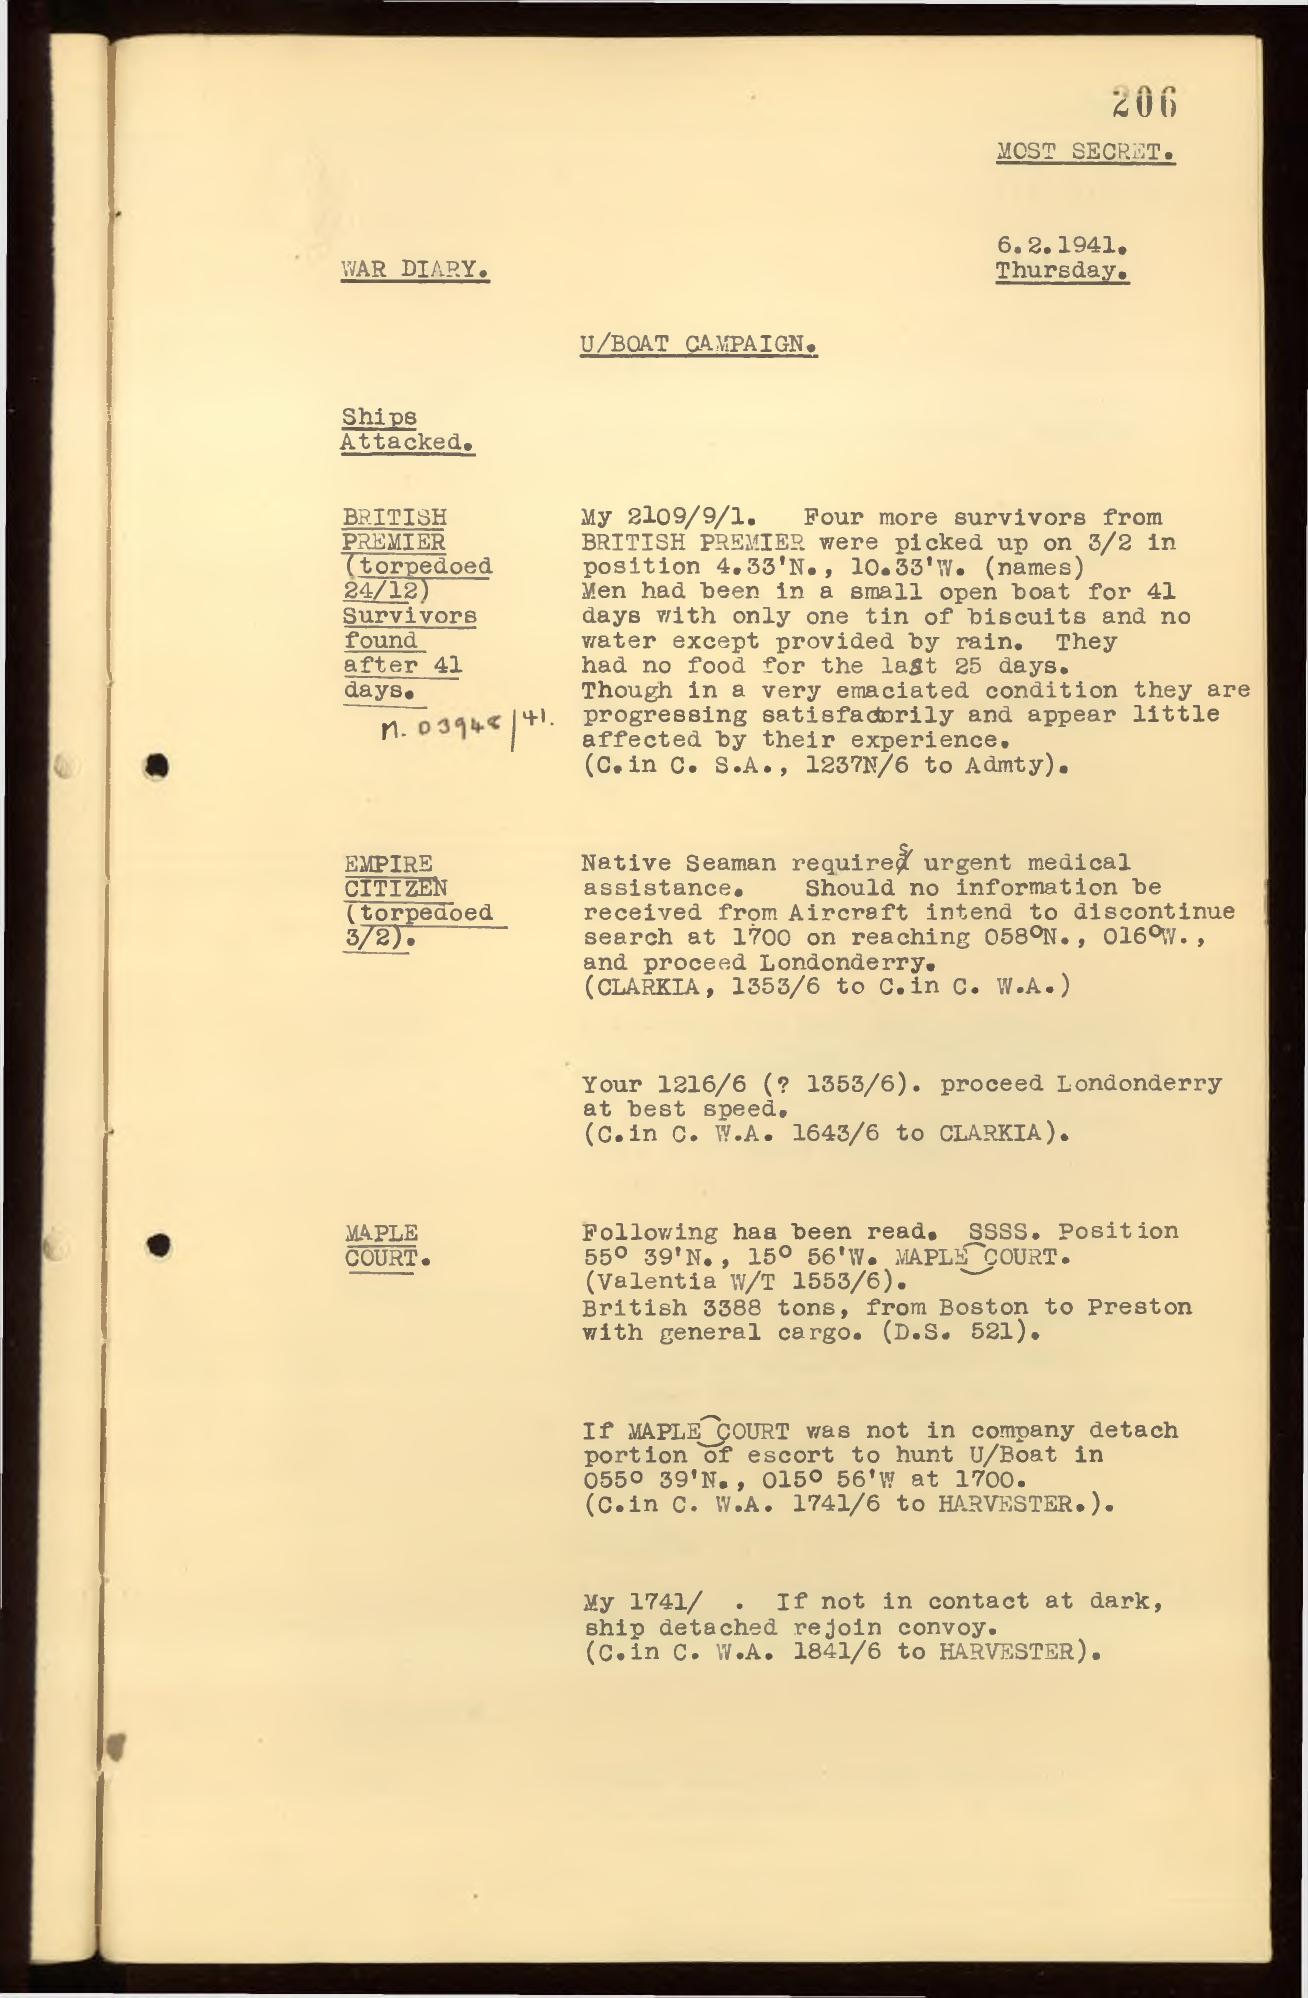 206
MOST SECRET.
6.2.1941.
WAR DIARY. Thursday.
U/BOAT CAMPAIGN.
Ships
Attacked.
BRITISH
PREMIER
(torpedoed
24/12)
Survivors
found
after 41
days.
M. 03948/41.
My 2109/9/1. Four more survivors from
BRITISH PREMIER were picked up on 3/2 in
position 4.33'N., 10.33'W. (names)
Men had been in a small open boat for 41
days with only one tin of biscuits and no
water except provided by rain. They
had no food for the last 25 days.
Though in a very emaciated condition they are
progressing satisfactorily and appear little
affected by their experience.
(C.in C. S.A., 1237N/6 to Admty).
EMPIRE
CITIZEN
(torpedoed
3/2).
Native Seaman requires urgent medical
assistance. Should no information be
received from Aircraft intend to discontinue
search at 1700 on reaching 058°N., 016°W.,
and proceed Londonderry.
(CLARKIA, 1353/6 to C.in C. W.A.)
Your 1216/6 (? 1353/6). proceed Londonderry
at best speed.
(C.in C. W.A. 1643/6 to CLARKIA).
MAPLE
COURT.
Following has been read. SSSS. Position
55° 39'N., 15° 56'W. MAPLE COURT.
(Valentia W/T 1553/6).
British 3388 tons, from Boston to Preston
with general cargo. (D.S. 521).
If MAPLE COURT was not in company detach
portion of escort to hunt U/Boat in
055° 39'N., 015° 56'W at 1700.
(C.in C. W.A. 1741/6 to HARVESTER.).
My 1741/ . If not in contact at dark,
ship detached rejoin convoy.
(C.in C. W.A. 1841/6 to HARVESTER).